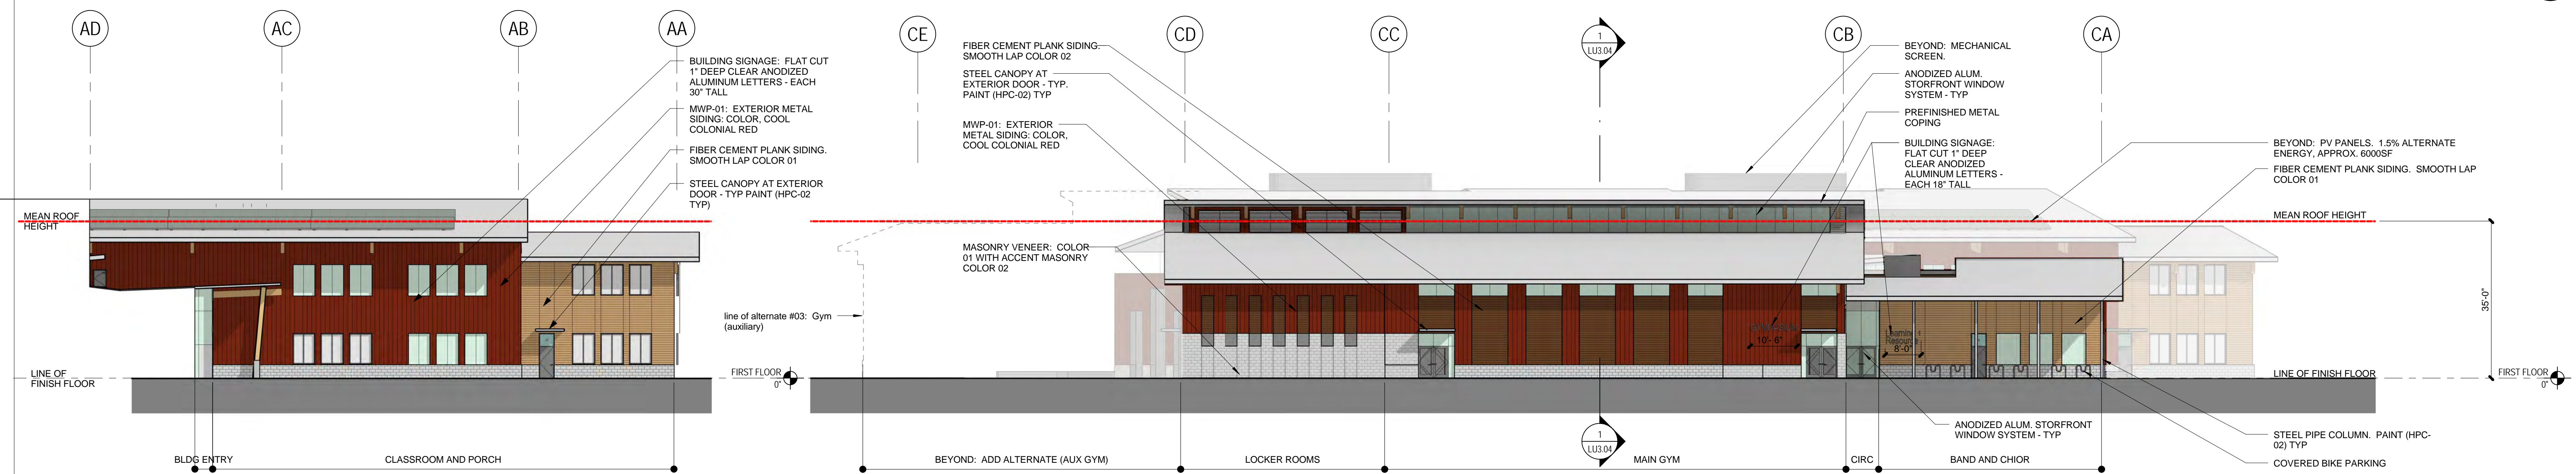 AD
AC
AB
AA
BUILDING SIGNAGE: FLAT CUT
1" DEEP CLEAR ANODIZED
ALUMINUM LETTERS - EACH
30" TALL
MWP-01: EXTERIOR METAL
SIDING: COLOR, COOL
COLONIAL RED
FIBER CEMENT PLANK SIDING.
SMOOTH LAP COLOR 01
STEEL CANOPY AT EXTERIOR
DOOR - TYP PAINT (HPC-02
TYP)
MEAN ROOF
HEIGHT
LINE OF
FINISH FLOOR
FIRST FLOOR
0"
BLDG ENTRY
CLASSROOM AND PORCH
CE
CD
CC
1
LU3.04
CB
CA
FIBER CEMENT PLANK SIDING.
SMOOTH LAP COLOR 02
STEEL CANOPY AT
EXTERIOR DOOR - TYP.
PAINT (HPC-02) TYP
MWP-01: EXTERIOR
METAL SIDING: COLOR,
COOL COLONIAL RED
MASONRY VENEER: COLOR
01 WITH ACCENT MASONRY
COLOR 02
line of alternate #03: Gym
(auxiliary)
BEYOND: MECHANICAL
SCREEN.
ANODIZED ALUM.
STORFRONT WINDOW
SYSTEM - TYP
PREFINISHED METAL
COPING
BUILDING SIGNAGE:
FLAT CUT 1" DEEP
CLEAR ANODIZED
ALUMINUM LETTERS -
EACH 18" TALL
BEYOND: PV PANELS. 1.5% ALTERNATE
ENERGY, APPROX. 6000SF
FIBER CEMENT PLANK SIDING. SMOOTH LAP
COLOR 01
MEAN ROOF HEIGHT
35'-0"
10'- 6"
Learning
Resource
8'-0"
LINE OF FINISH FLOOR
FIRST FLOOR
0"
ANODIZED ALUM. STORFRONT
WINDOW SYSTEM - TYP
STEEL PIPE COLUMN. PAINT (HPC-
02) TYP
COVERED BIKE PARKING
1
LU3.04
BEYOND: ADD ALTERNATE (AUX GYM)
LOCKER ROOMS
MAIN GYM
CIRC
BAND AND CHIOR